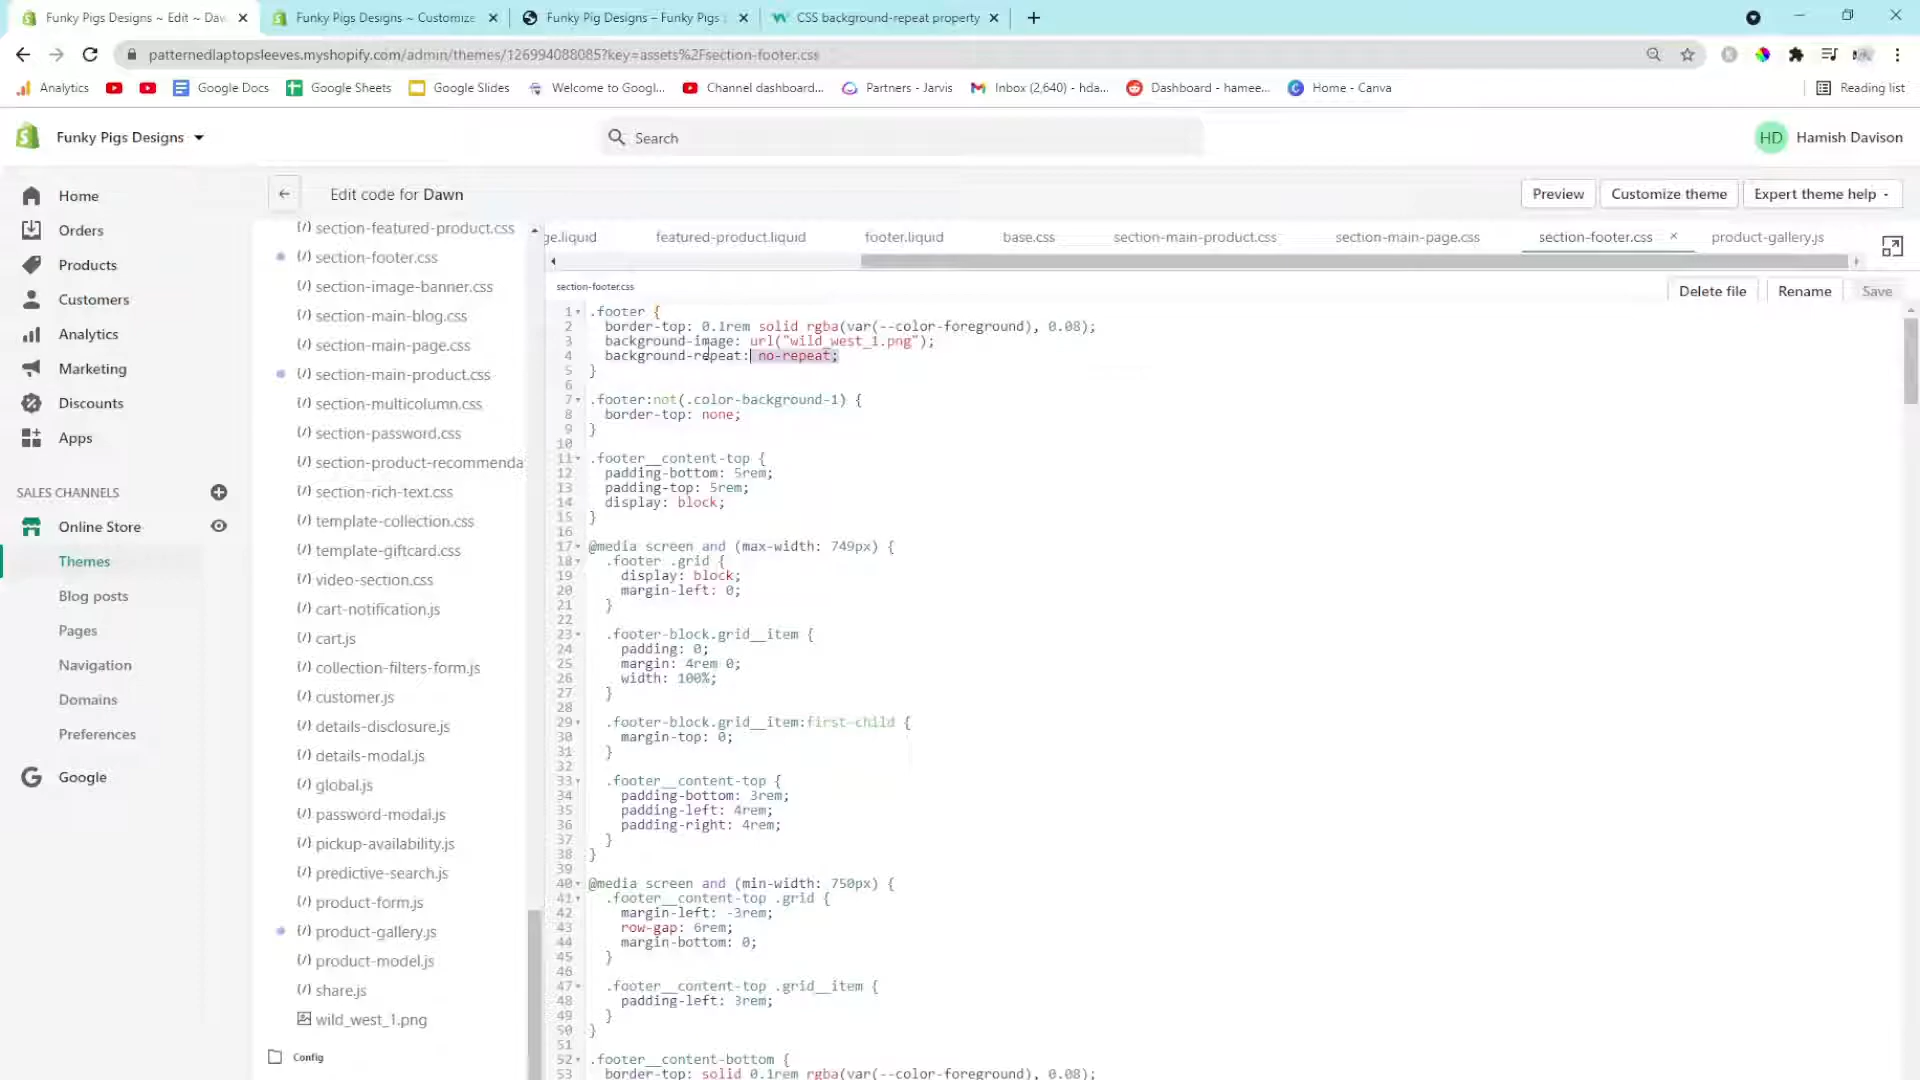 Funky Pigs Designs ~ Edit ~ Daw
Funky Pigs Designs ~ Customize
Funky Pig Designs – Funky Pigs
CSS background-repeat property
patternedlaptopsleeves.myshopify.com/admin/themes/126994088085?key=assets%2Fsection-footer.css
Analytics
Google Docs
Google Sheets
Google Slides
Welcome to Googl...
Channel dashboard...
Partners - Jarvis
Inbox (2,640) - hda...
Dashboard - hamee...
Home - Canva
Reading list
Funky Pigs Designs
Search
HD
Hamish Davison
Home
Orders
Products
Customers
Analytics
Marketing
Discounts
Apps
SALES CHANNELS
Online Store
Themes
Blog posts
Pages
Navigation
Domains
Preferences
Google
Edit code for Dawn
Preview
Customize theme
Expert theme help
{/} section-featured-product.css
{/} section-footer.css
{/} section-image-banner.css
{/} section-main-blog.css
{/} section-main-page.css
{/} section-main-product.css
{/} section-multicolumn.css
{/} section-password.css
{/} section-product-recommenda
{/} section-rich-text.css
{/} template-collection.css
{/} template-giftcard.css
{/} video-section.css
{/} cart-notification.js
{/} cart.js
{/} collection-filters-form.js
{/} customer.js
{/} details-disclosure.js
{/} details-modal.js
{/} global.js
{/} password-modal.js
{/} pickup-availability.js
{/} predictive-search.js
{/} product-form.js
{/} product-gallery.js
{/} product-model.js
{/} share.js
wild_west_1.png
Config
ge.liquid
featured-product.liquid
footer.liquid
base.css
section-main-product.css
section-main-page.css
section-footer.css
product-gallery.js
section-footer.css
Delete file
Rename
Save
1 .footer {
2 border-top: 0.1rem solid rgba(var(--color-foreground), 0.08);
3 background-image: url("wild_west_1.png");
4 background-repeat: no-repeat;
5 }
6
7 .footer:not(.color-background-1) {
8 border-top: none;
9 }
10
11 .footer__content-top {
12 padding-bottom: 5rem;
13 padding-top: 5rem;
14 display: block;
15 }
16
17 @media screen and (max-width: 749px) {
18 .footer .grid {
19 display: block;
20 margin-left: 0;
21 }
22
23 .footer-block.grid__item {
24 padding: 0;
25 margin: 4rem 0;
26 width: 100%;
27 }
28
29 .footer-block.grid__item:first-child {
30 margin-top: 0;
31 }
32
33 .footer__content-top {
34 padding-bottom: 3rem;
35 padding-left: 4rem;
36 padding-right: 4rem;
37 }
38 }
39
40 @media screen and (min-width: 750px) {
41 .footer__content-top .grid {
42 margin-left: -3rem;
43 row-gap: 6rem;
44 margin-bottom: 0;
45 }
46
47 .footer__content-top .grid__item {
48 padding-left: 3rem;
49 }
50 }
51
52 .footer__content-bottom {
53 border-top: solid 0.1rem rgba(var(--color-foreground), 0.08);